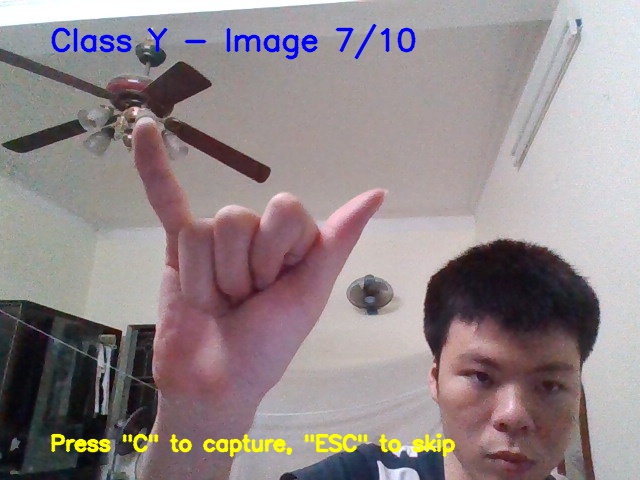 Class Y - Image 7/10
Press "C" to capture, "ESC" to skip